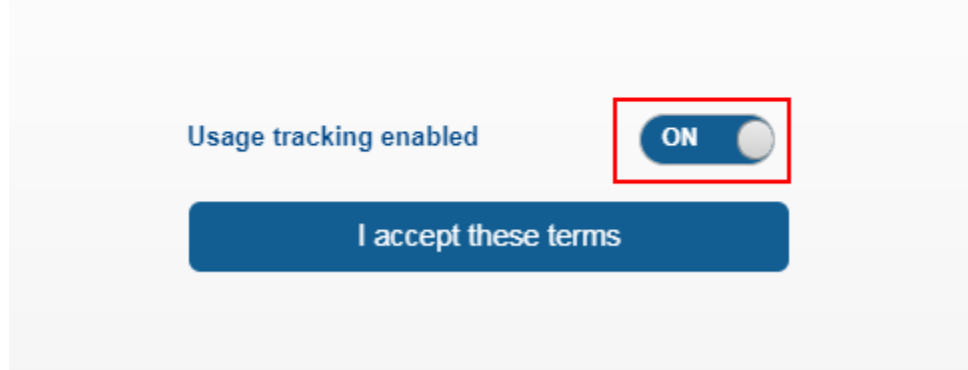 Usage tracking enabled ON
I accept these terms